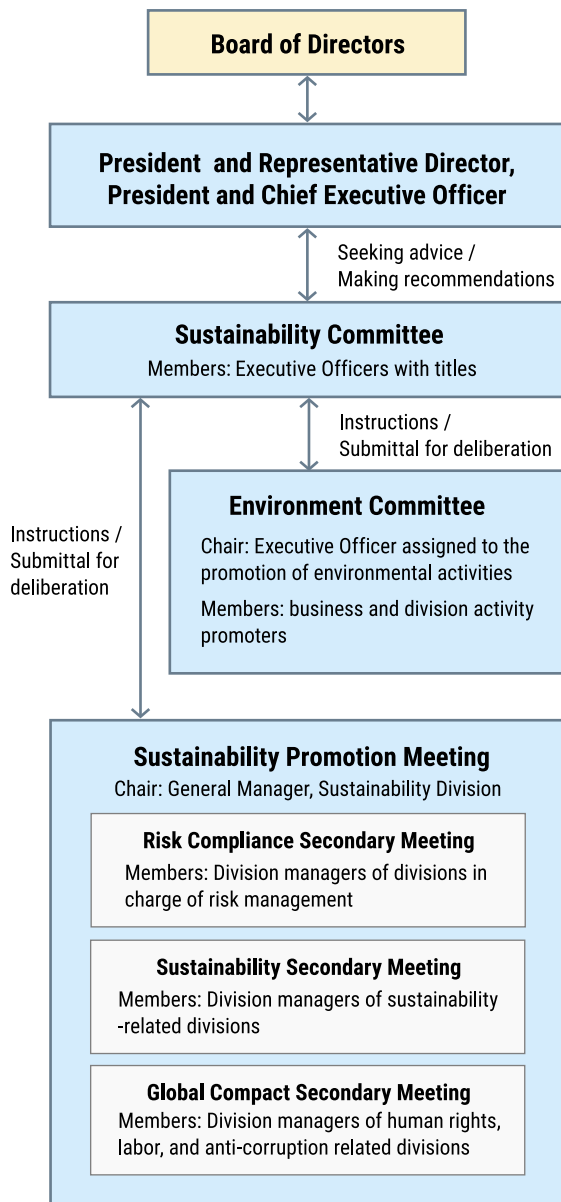 Board of Directors
President and Representative Director,
President and Chief Executive Officer
Seeking advice /
Making recommendations
Sustainability Committee
Members: Executive Officers with titles
Instructions /
Submittal for deliberation
Environment Committee
Chair: Executive Officer assigned to the
promotion of environmental activities
Members: business and division activity
promoters
Instructions /
Submittal for
deliberation
Sustainability Promotion Meeting
Chair: General Manager, Sustainability Division
Risk Compliance Secondary Meeting
Members: Division managers of divisions in
charge of risk management
Sustainability Secondary Meeting
Members: Division managers of sustainability
-related divisions
Global Compact Secondary Meeting
Members: Division managers of human rights,
labor, and anti-corruption related divisions